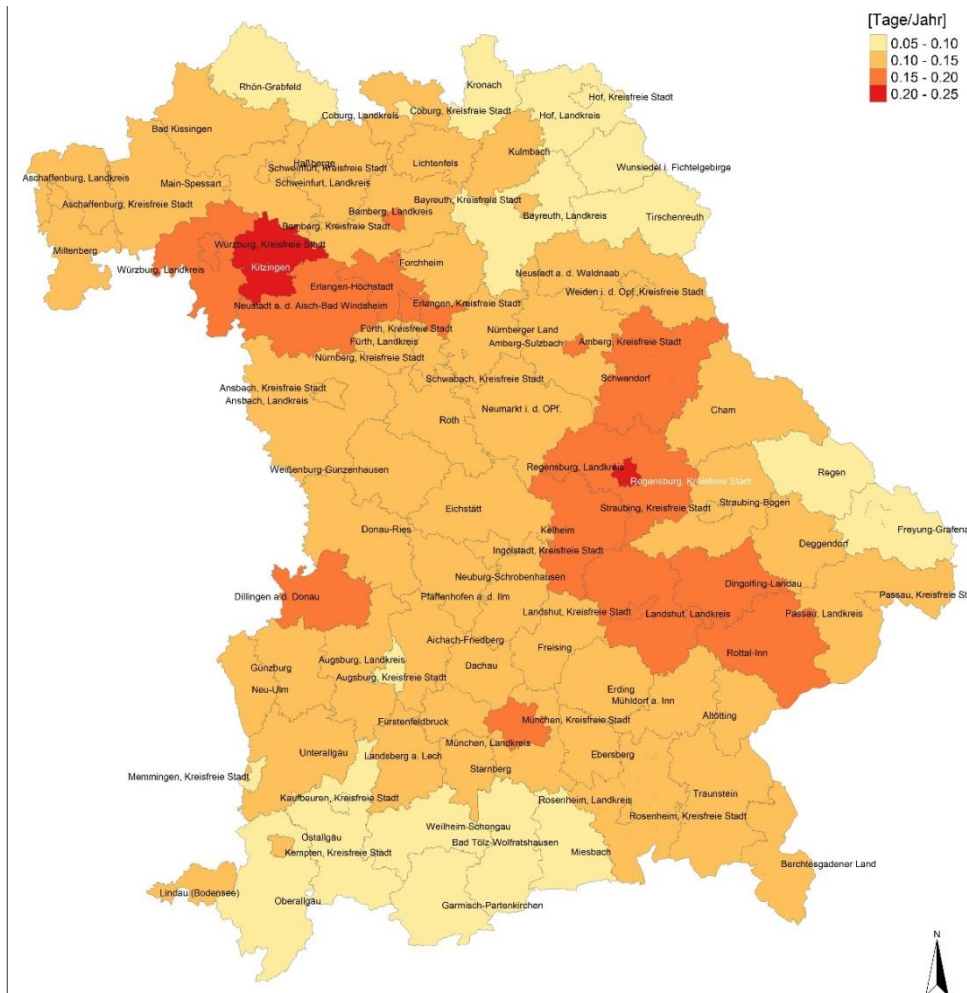 [Tage/Jahr]
0.05 - 0.10
0.10 - 0.15
0.15 - 0.20
0.20 - 0.25
Rhön-Grabfeld
Kronach
Hof, Kreisfreie Stadt
Coburg, Landkreis
Coburg, Kreisfreie Stadt
Hof, Landkreis
Bad Kissingen
Kulmbach
Haßberge
Schweinfurt, Kreisfreie Stadt
Lichtenfels
Wunsiedel i. Fichtelgebirge
Aschaffenburg, Landkreis
Main-Spessart
Schweinfurt, Landkreis
Aschaffenburg, Kreisfreie Stadt
Bayreuth, Kreisfreie Stadt
Bamberg, Landkreis
Bayreuth, Landkreis
Tirschenreuth
Bamberg, Kreisfreie Stadt
Würzburg, Kreisfreie Stadt
Miltenberg
Forchheim
Würzburg, Landkreis
Kitzingen
Neustadt a. d. Waldnaab
Erlangen-Höchstadt
Weiden i. d. Opf.,Kreisfreie Stadt
Neustadt a. d. Aisch-Bad Windsheim
Erlangen, Kreisfreie Stadt
Fürth, Kreisfreie Stadt
Nürnberger Land
Fürth, Landkreis
Amberg-Sulzbach
Amberg, Kreisfreie Stadt
Nürnberg, Kreisfreie Stadt
Schwabach, Kreisfreie Stadt
Schwandorf
Ansbach, Kreisfreie Stadt
Ansbach, Landkreis
Neumarkt i. d. OPf.
Cham
Roth
Weißenburg-Gunzenhausen
Regensburg, Landkreis
Regen
Regensburg, Kreisfreie Stadt
Straubing-Bogen
Eichstätt
Straubing, Kreisfreie Stadt
Donau-Ries
Kelheim
Freyung-Grafena
Deggendorf
Ingolstadt, Kreisfreie Stadt
Neuburg-Schrobenhausen
Dingolfing-Landau
Dillingen a.d. Donau
Pfaffenhofen a. d. Ilm
Passau, Kreisfreie St
Landshut, Kreisfreie Stadt
Landshut, Landkreis
Passau, Landkreis
Aichach-Friedberg
Freising
Rottal-Inn
Augsburg, Landkreis
Günzburg
Dachau
Augsburg, Kreisfreie Stadt
Neu-Ulm
Erding
Mühldorf a. Inn
Altötting
Fürstenfeldbruck
München, Kreisfreie Stadt
München, Landkreis
Unterallgäu
Landsberg a. Lech
Ebersberg
Starnberg
Memmingen, Kreisfreie Stadt
Traunstein
Kaufbeuren, Kreisfreie Stadt
Rosenheim, Landkreis
Rosenheim, Kreisfreie Stadt
Weilheim-Schongau
Ostallgäu
Bad Tölz-Wolfratshausen
Kempten, Kreisfreie Stadt
Miesbach
Berchtesgadener Land
Lindau (Bodensee)
Oberallgäu
Garmisch-Partenkirchen
N